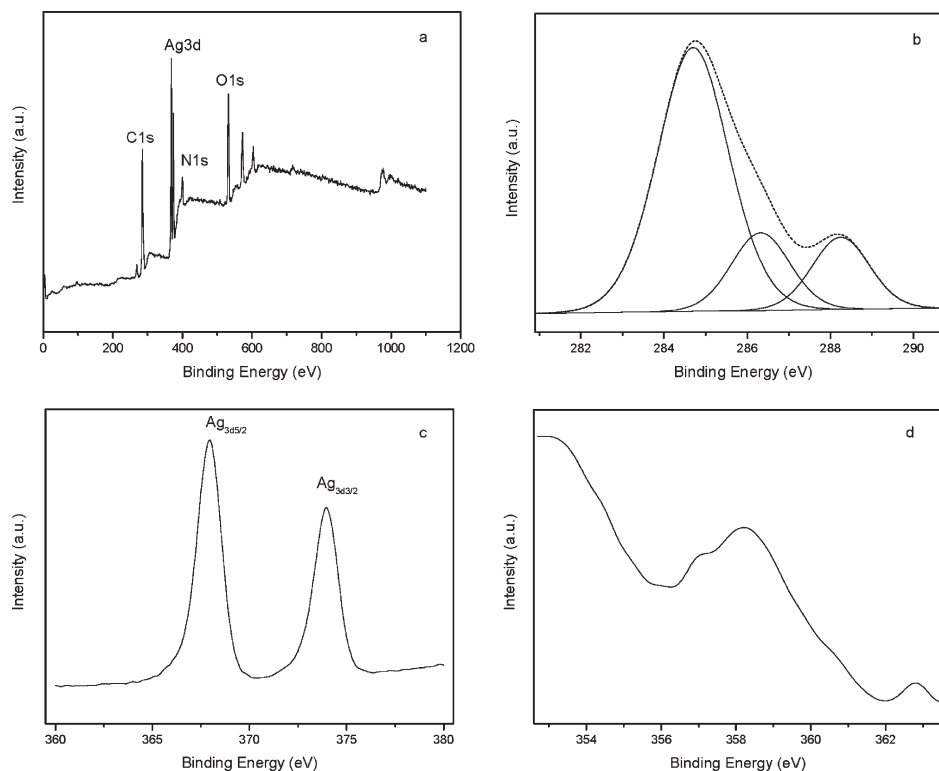 a
Ag3d
O1s
C1s
N1s
Intensity (a.u.)
0 200 400 600 800 1000 1200
Binding Energy (eV)
b
Intensity (a.u.)
282 284 286 288 290
Binding Energy (eV)
c
Ag3d5/2
Ag3d3/2
Intensity (a.u.)
360 365 370 375 380
Binding Energy (eV)
d
Intensity (a.u.)
354 356 358 360 362
Binding Energy (eV)